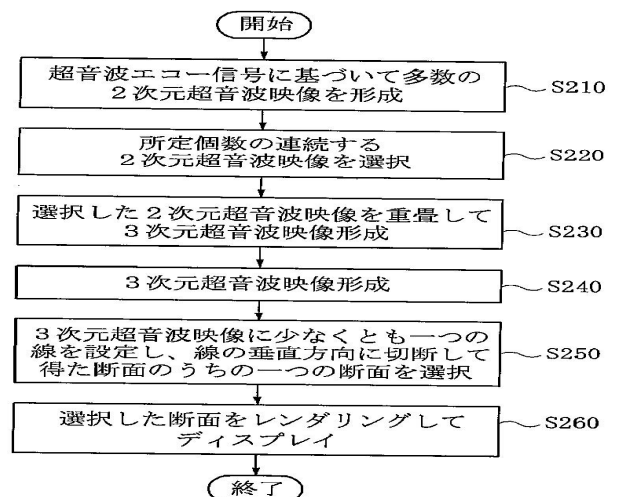 開始
超音波エコー信号に基づいて多数の
2次元超音波映像を形成
S210
所定個数の連続する
2次元超音波映像を選択
S220
選択した2次元超音波映像を重畳して
3次元超音波映像形成
S230
3次元超音波映像形成
S240
3次元超音波映像に少なくとも一つの
線を設定し、線の垂直方向に切断して
得た断面のうちの一つの断面を選択
S250
選択した断面をレンダリングして
ディスプレイ
S260
終了